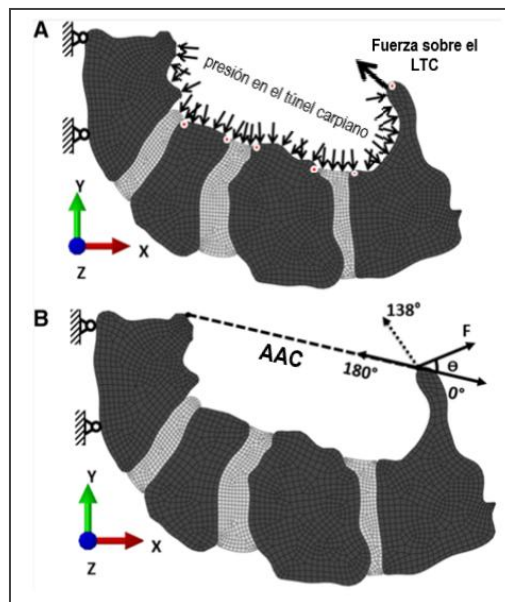 A
Fuerza sobre el
LTC
presión en el túnel carpiano
Y
X
Z
B
138°
F
AAC
180°
Θ
0°
Y
X
Z